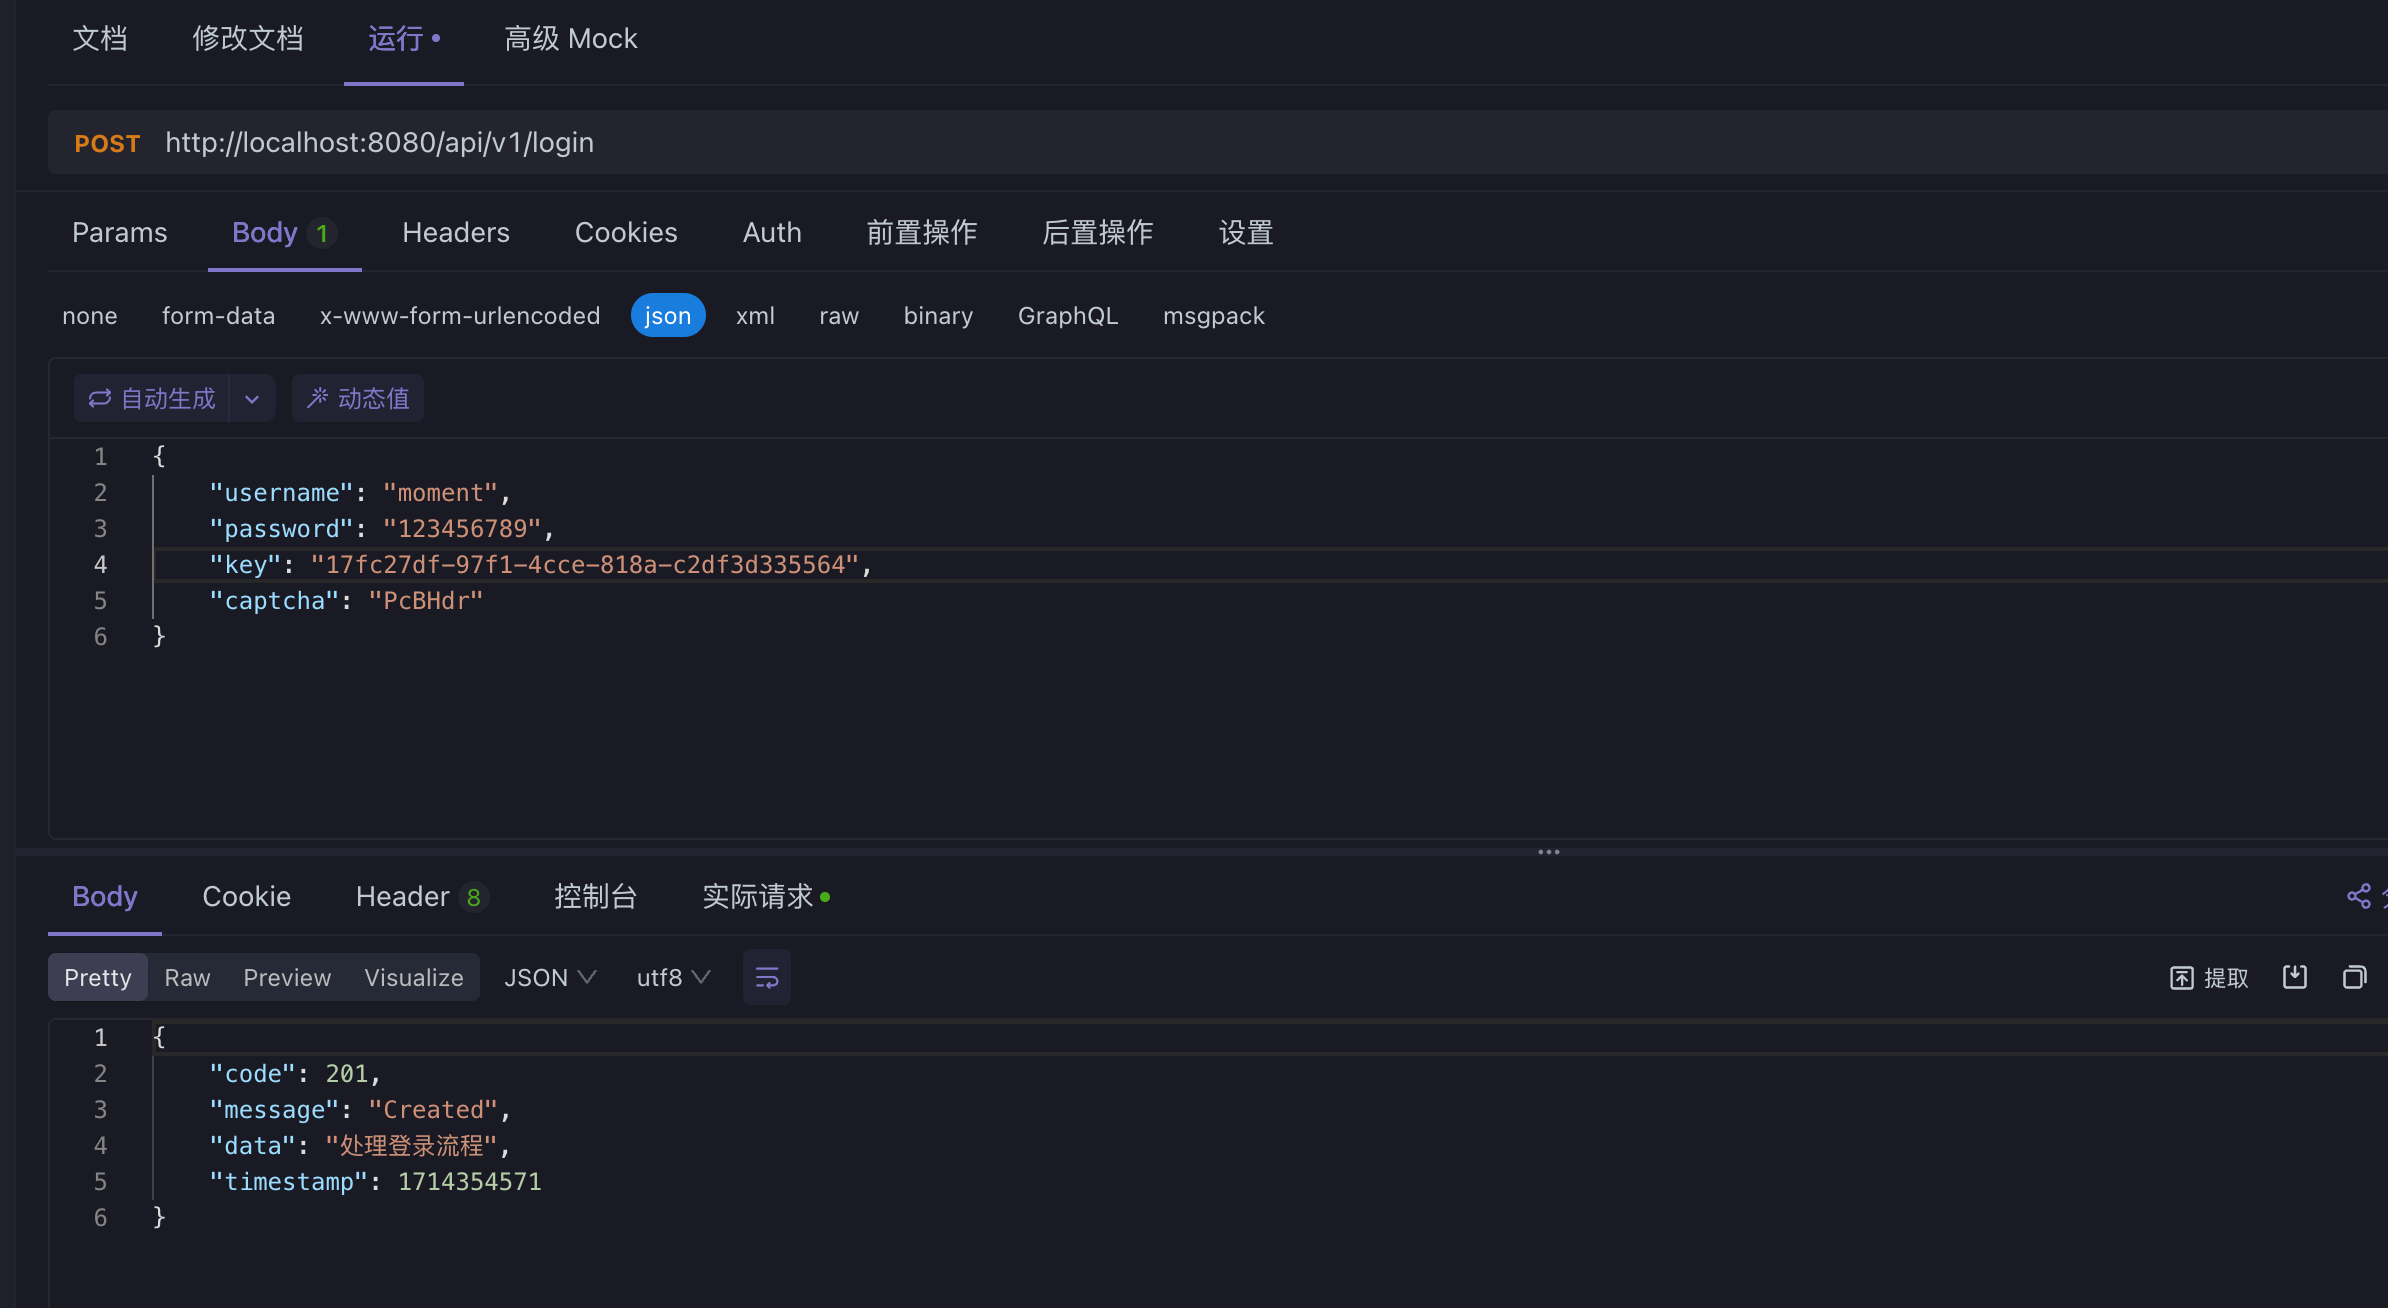 文档 修改文档 运行 高级 Mock
POST http://localhost:8080/api/v1/login
Params Body 1 Headers Cookies Auth 前置操作 后置操作 设置
none form-data x-www-form-urlencoded json xml raw binary GraphQL msgpack
自动生成 动态值
1 {
2 "username": "moment",
3 "password": "123456789",
4 "key": "17fc27df-97f1-4cce-818a-c2df3d335564",
5 "captcha": "PcBHdr"
6 }
Body Cookie Header 8 控制台 实际请求
Pretty Raw Preview Visualize JSON utf8 提取
1 {
2 "code": 201,
3 "message": "Created",
4 "data": "处理登录流程",
5 "timestamp": 1714354571
6 }